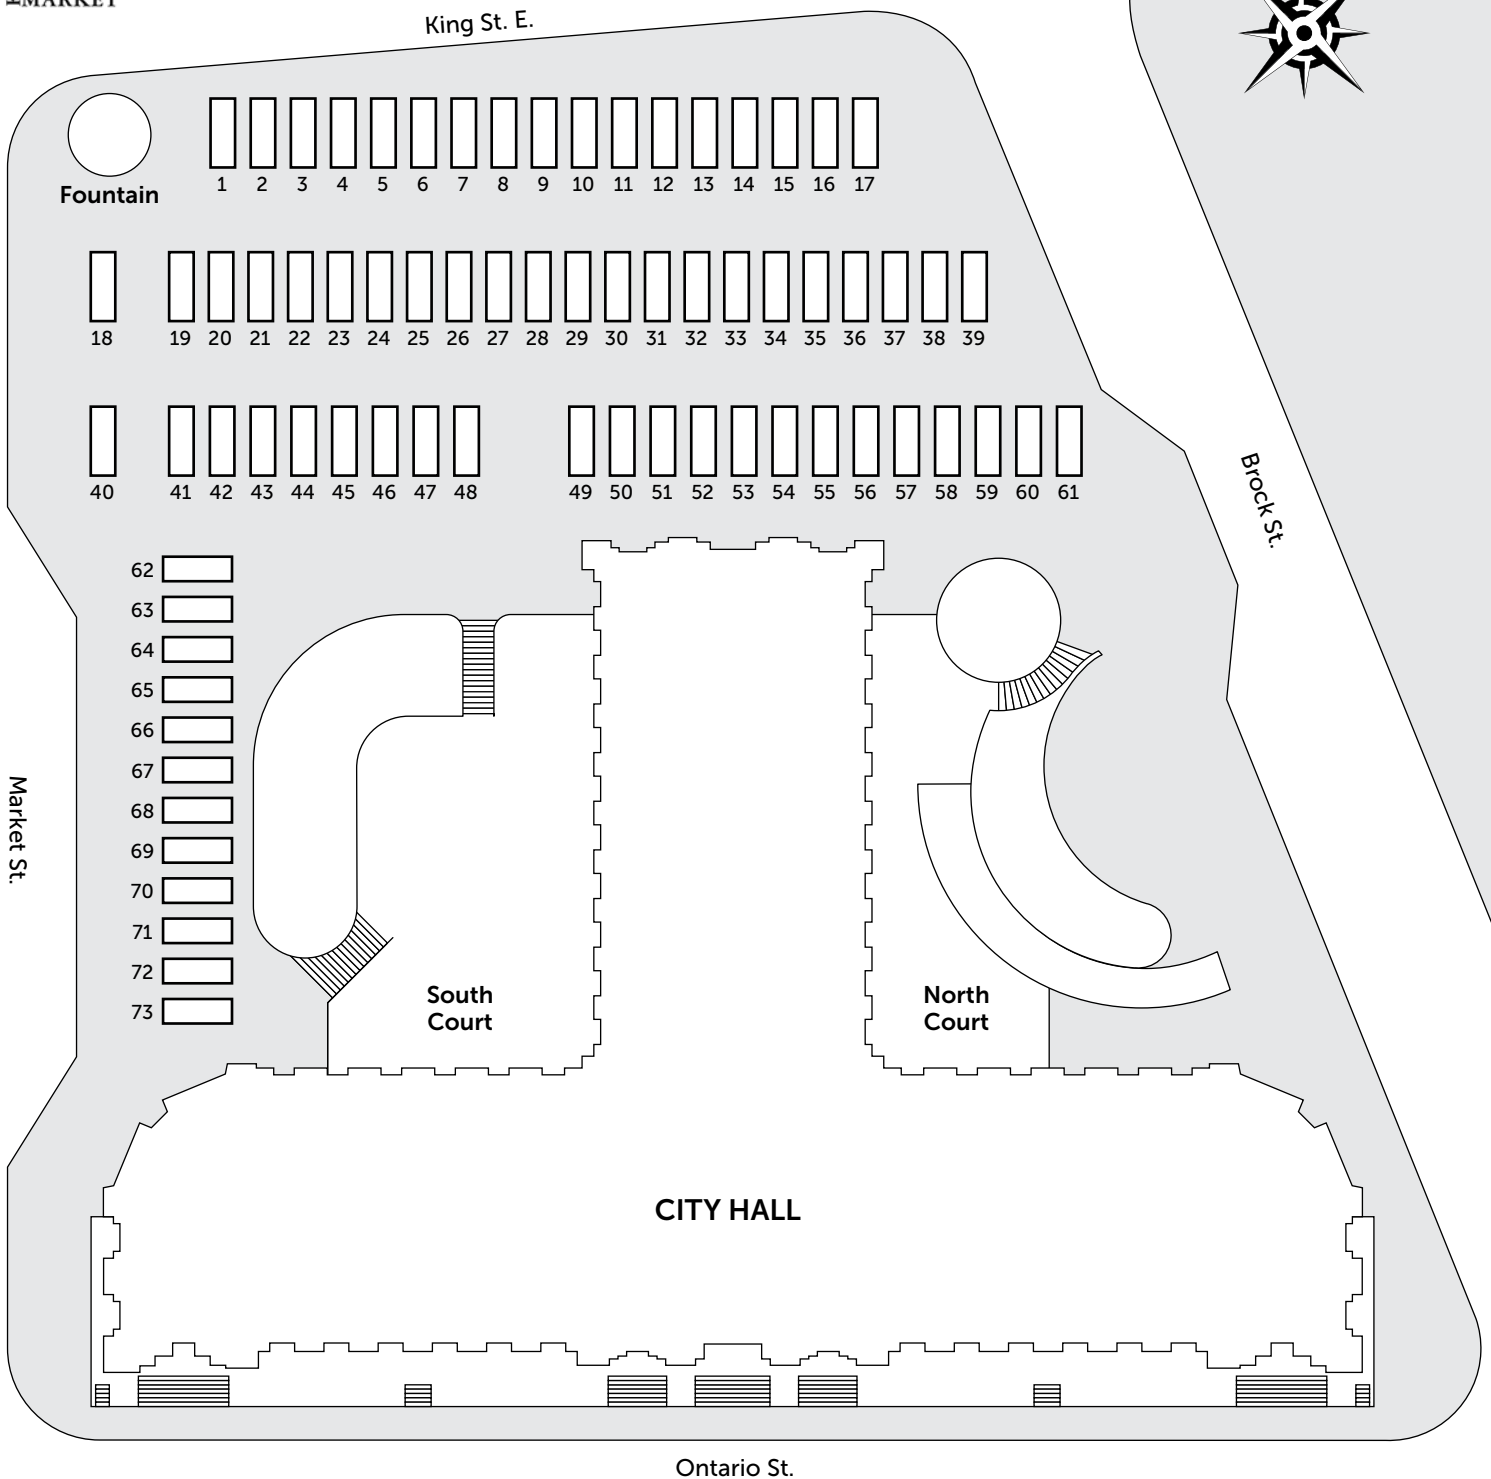 MARKET
King St. E.
Fountain
1 2 3 4 5 6 7 8 9 10 11 12 13 14 15 16 17
18 19 20 21 22 23 24 25 26 27 28 29 30 31 32 33 34 35 36 37 38 39
40 41 42 43 44 45 46 47 48 49 50 51 52 53 54 55 56 57 58 59 60 61
Brock St.
62
63
64
65
66
67
68
69
70
71
72
73
Market St.
South
Court
North
Court
CITY HALL
Ontario St.